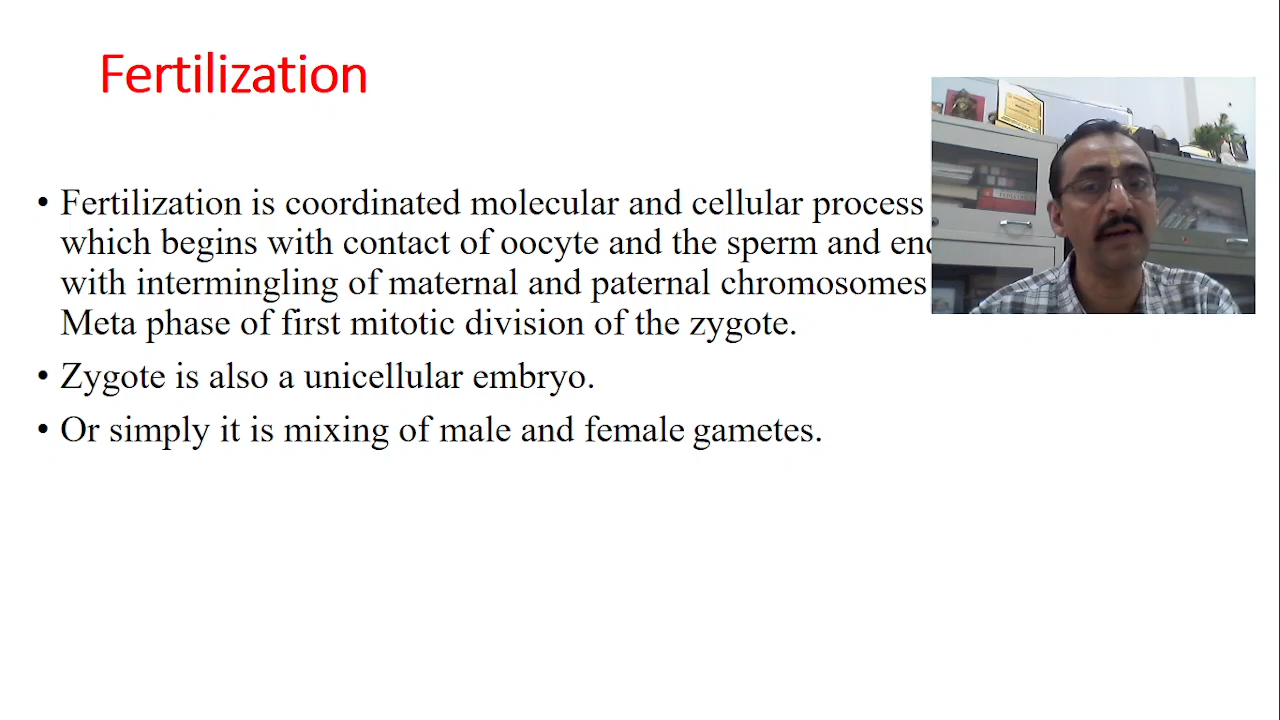 Fertilization
• Fertilization is coordinated molecular and cellular process
which begins with contact of oocyte and the sperm and
with intermingling of maternal and paternal chromosomes
Meta phase of first mitotic division of the zygote.
• Zygote is also a unicellular embryo.
• Or simply it is mixing of male and female gametes.